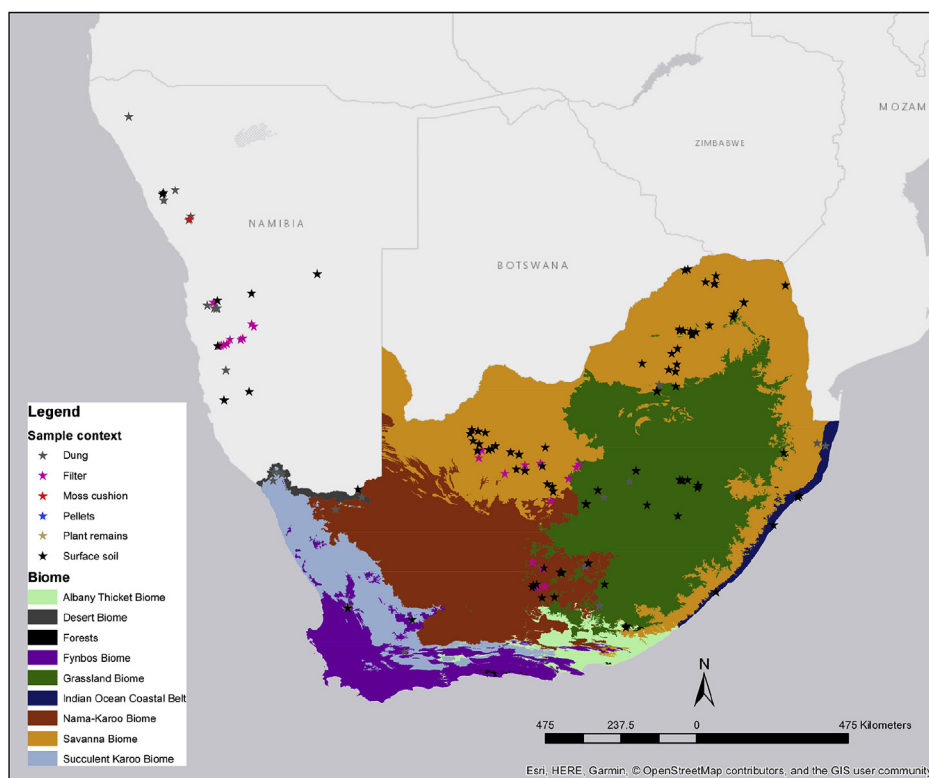 MOZAM
ZIMBABWE
NAMIBIA
BOTSWANA
Legend
Sample context
Dung
Filter
Moss cushion
Pellets
Plant remains
Surface soil
Biome
Albany Thicket Biome
Desert Biome
Forests
Fynbos Biome
Grassland Biome
Indian Ocean Coastal Belt
Nama-Karoo Biome
Savanna Biome
Succulent Karoo Biome
N
475 237.5 0 475 Kilometers
Esri, HERE, Garmin, © OpenStreetMap contributors, and the GIS user community